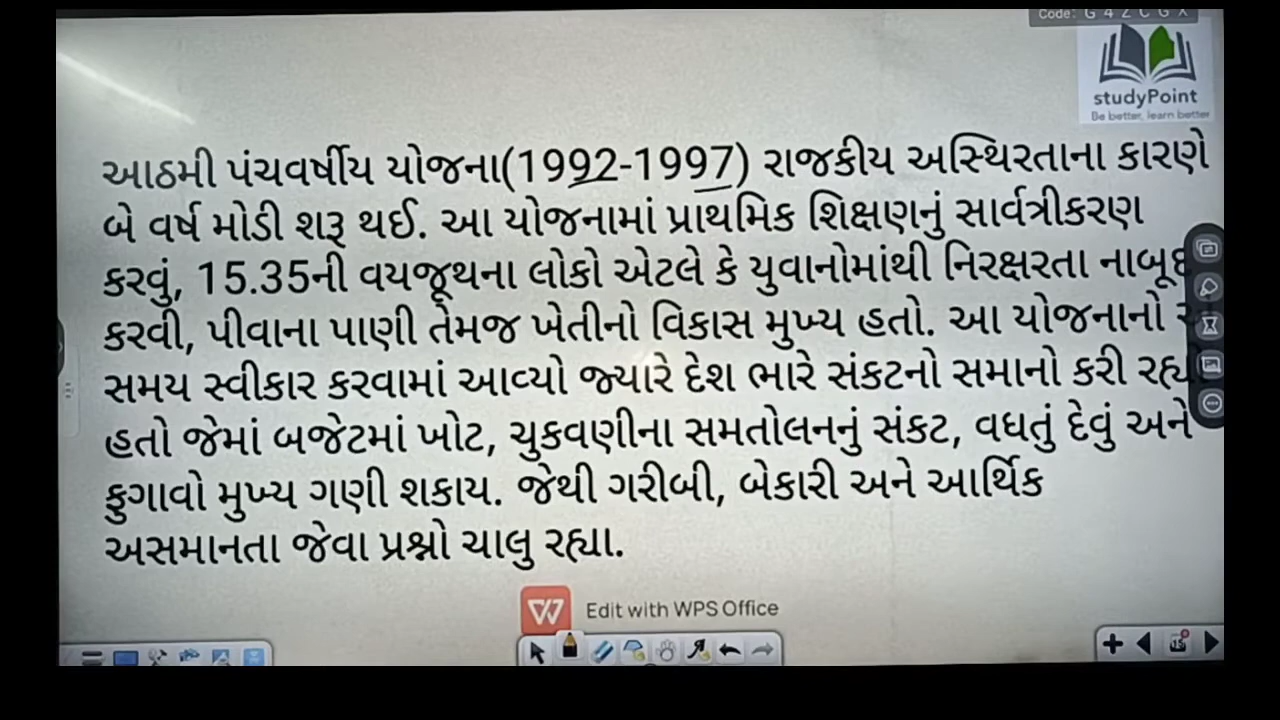 Code: G 4 Z C G X
studyPoint
Be better, learn better
આઠમી પંચવર્ષીય યોજના(1992-1997) રાજકીય અસ્થિરતાના કારણે
બે વર્ષ મોડી શરૂ થઈ. આ યોજનામાં પ્રાથમિક શિક્ષણનું સાર્વત્રીકરણ
કરવું, 15.35ની વયજૂથના લોકો એટલે કે યુવાનોમાંથી નિરક્ષરતા નાબૂદ
કરવી, પીવાના પાણી તેમજ ખેતીનો વિકાસ મુખ્ય હતો. આ યોજનાનો
સમય સ્વીકાર કરવામાં આવ્યો જ્યારે દેશ ભારે સંકટનો સમાનો કરી
હતો જેમાં બજેટમાં ખોટ, ચુકવણીના સમતોલનનું સંકટ, વધતું દેવું અને
ફુગાવો મુખ્ય ગણી શકાય. જેથી ગરીબી, બેકારી અને આર્થિક
અસમાનતા જેવા પ્રશ્નો ચાલુ રહ્યા.
Edit with WPS Office